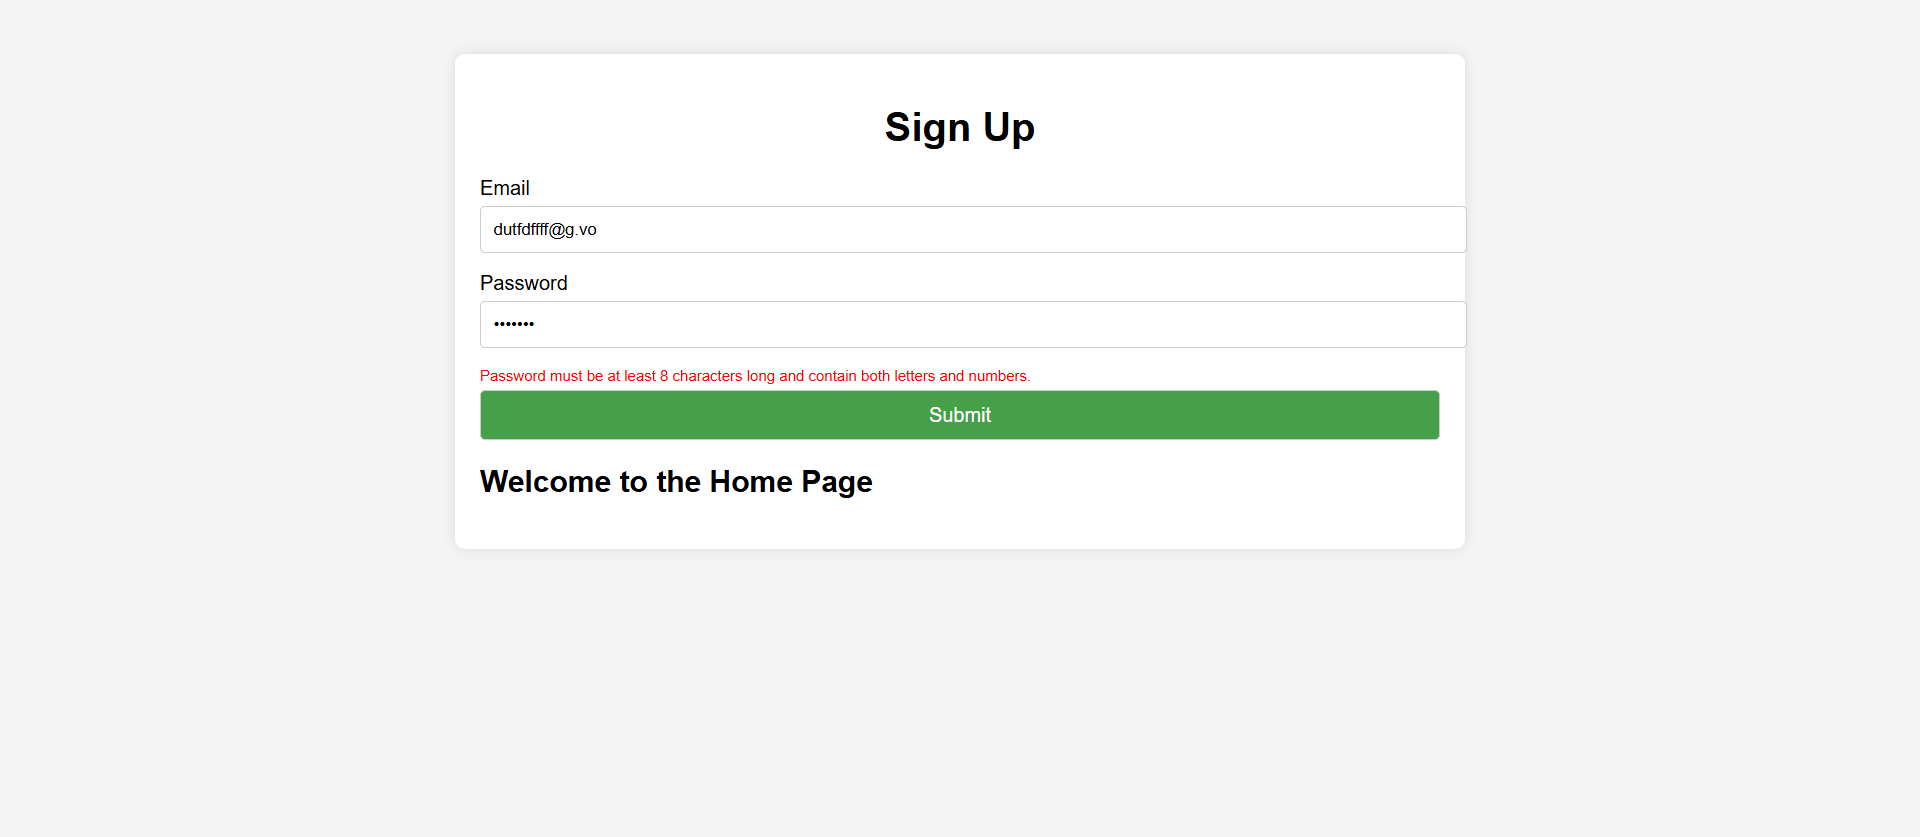 Sign Up
Email
dutfdffff@g.vo
Password
•••••••
Password must be at least 8 characters long and contain both letters and numbers.
Submit
Welcome to the Home Page